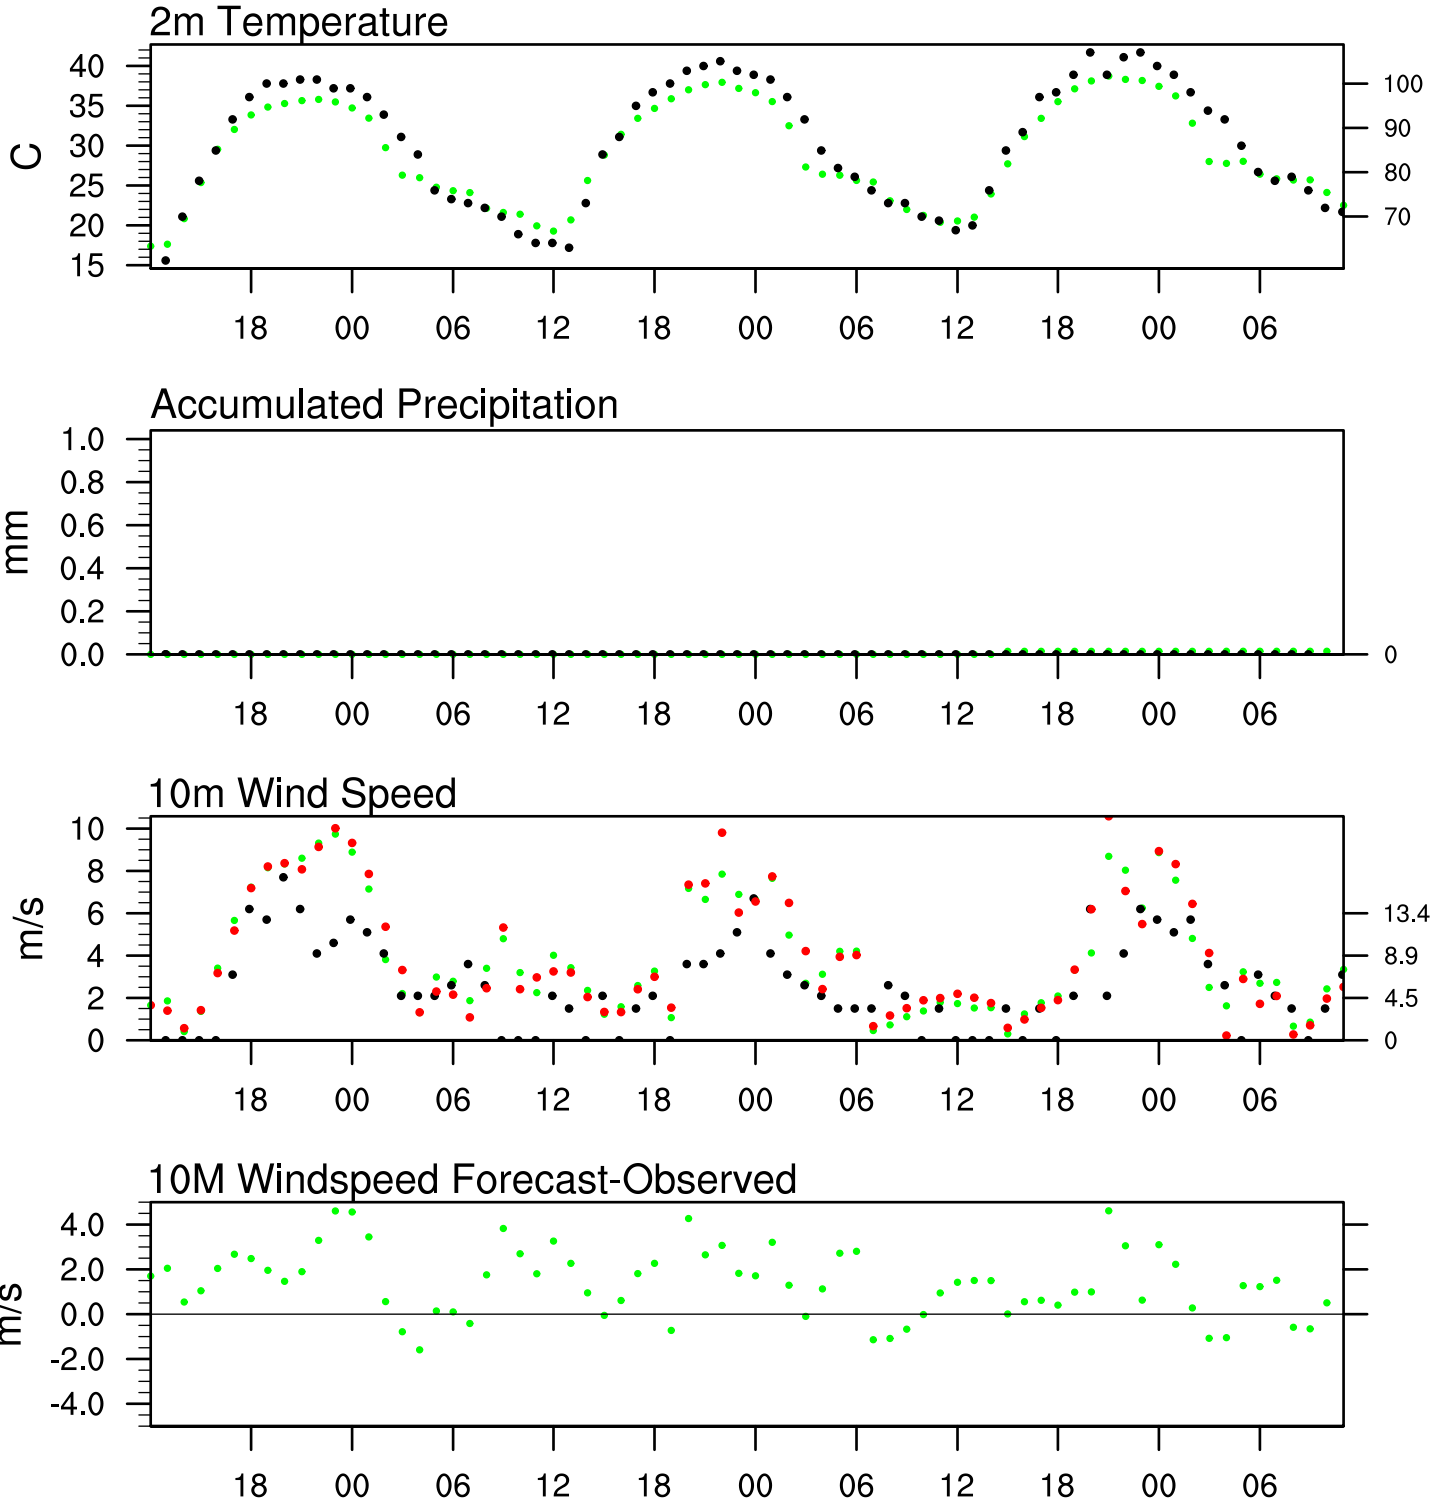 2m Temperature
40
35
30
25
20
15
C
100
90
80
70
18 00 06 12 18 00 06 12 18 00 06
Accumulated Precipitation
1.0
0.8
0.6
0.4
0.2
0.0
mm
0
18 00 06 12 18 00 06 12 18 00 06
10m Wind Speed
10
8
6
4
2
0
m/s
13.4
8.9
4.5
0
18 00 06 12 18 00 06 12 18 00 06
10M Windspeed Forecast-Observed
4.0
2.0
0.0
-2.0
-4.0
m/s
18 00 06 12 18 00 06 12 18 00 06